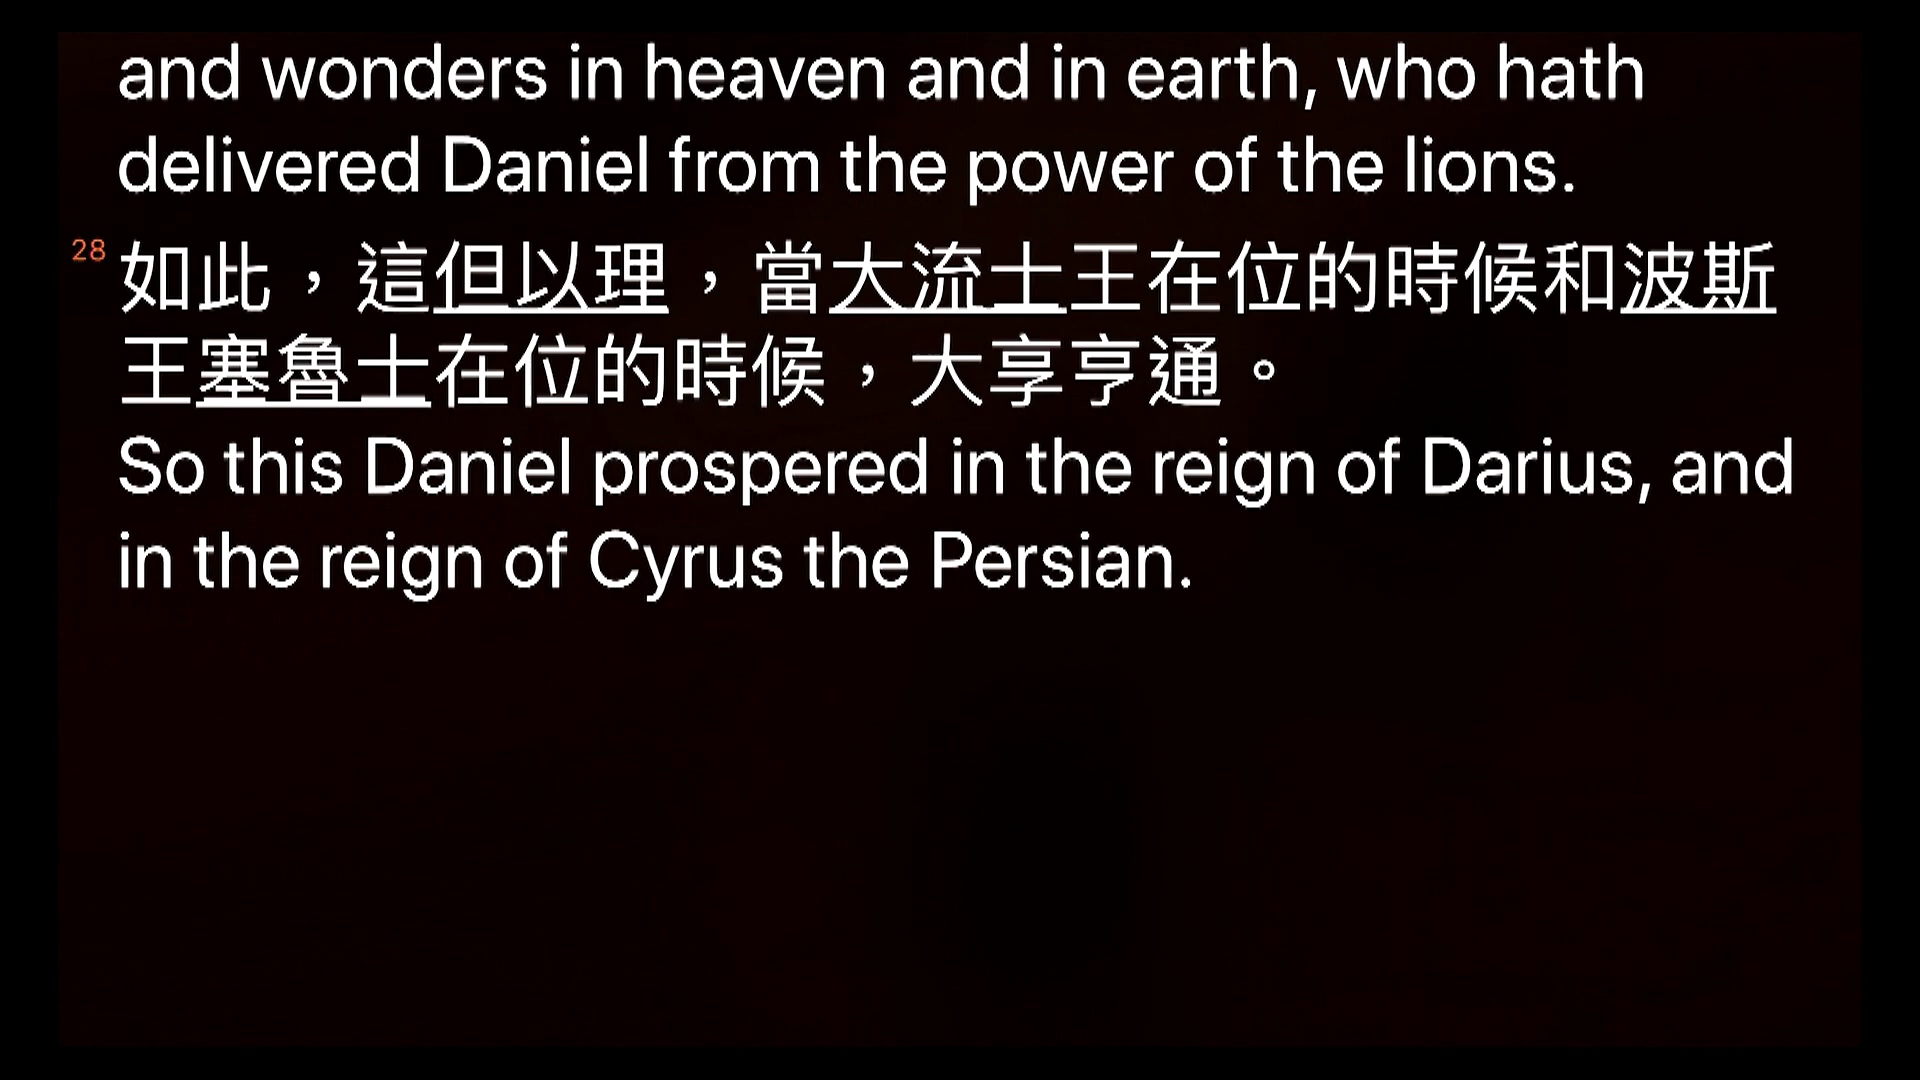 and wonders in heaven and in earth, who hath
delivered Daniel from the power of the lions.
28 如此，這但以理，當大流士王在位的時候和波斯
王塞魯士在位的時候，大享亨通。
So this Daniel prospered in the reign of Darius, and
in the reign of Cyrus the Persian.